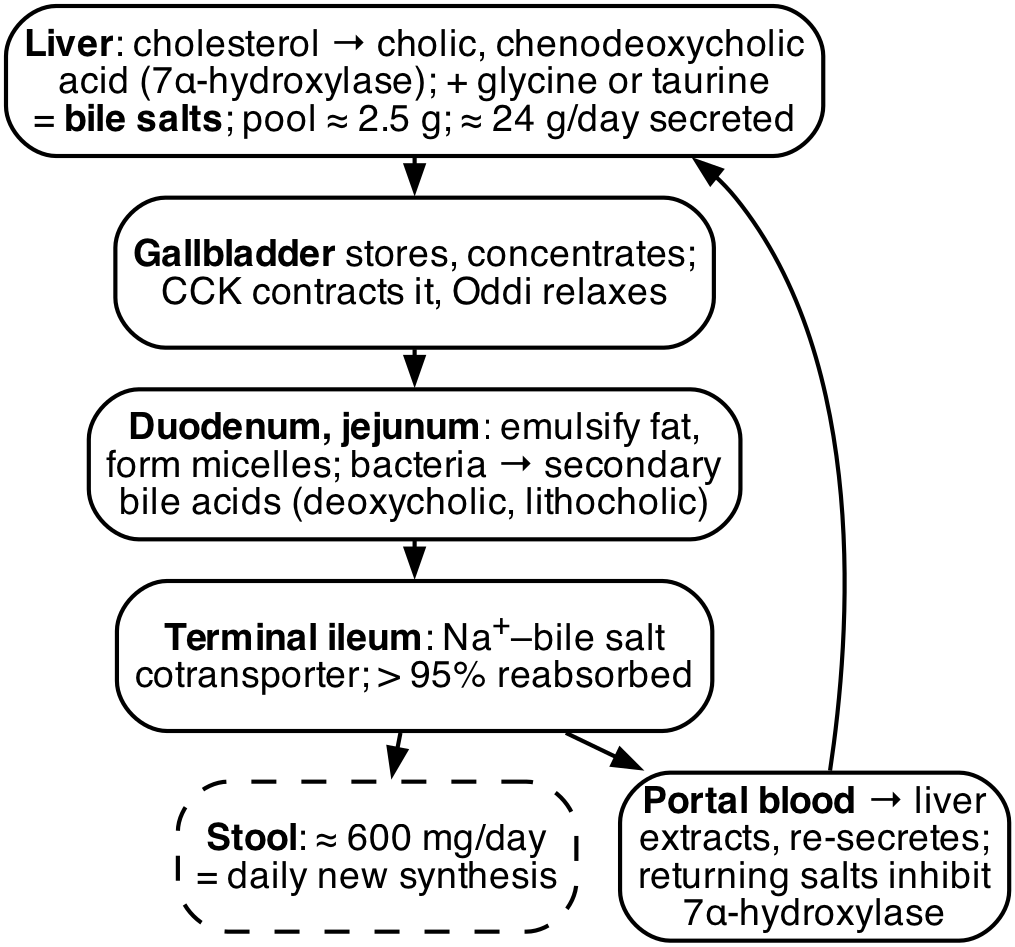 Liver: cholesterol → cholic, chenodeoxycholic
acid (7α-hydroxylase); + glycine or taurine
= bile salts; pool ≈ 2.5 g; ≈ 24 g/day secreted
Gallbladder stores, concentrates;
CCK contracts it, Oddi relaxes
Duodenum, jejunum: emulsify fat,
form micelles; bacteria → secondary
bile acids (deoxycholic, lithocholic)
Terminal ileum: Na⁺–bile salt
cotransporter; > 95% reabsorbed
Stool: ≈ 600 mg/day
= daily new synthesis
Portal blood → liver
extracts, re-secretes;
returning salts inhibit
7α-hydroxylase